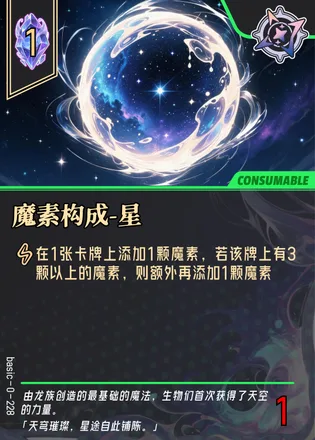 1
CONSUMABLE
魔素构成-星
在1张卡牌上添加1颗魔素，若该牌上有3
颗以上的魔素，则额外再添加1颗魔素
basic-0-228
由龙族创造的最基础的魔法，生物们首次获得了天空
的力量。
「天穹璀璨，星途自此铺陈。」
1